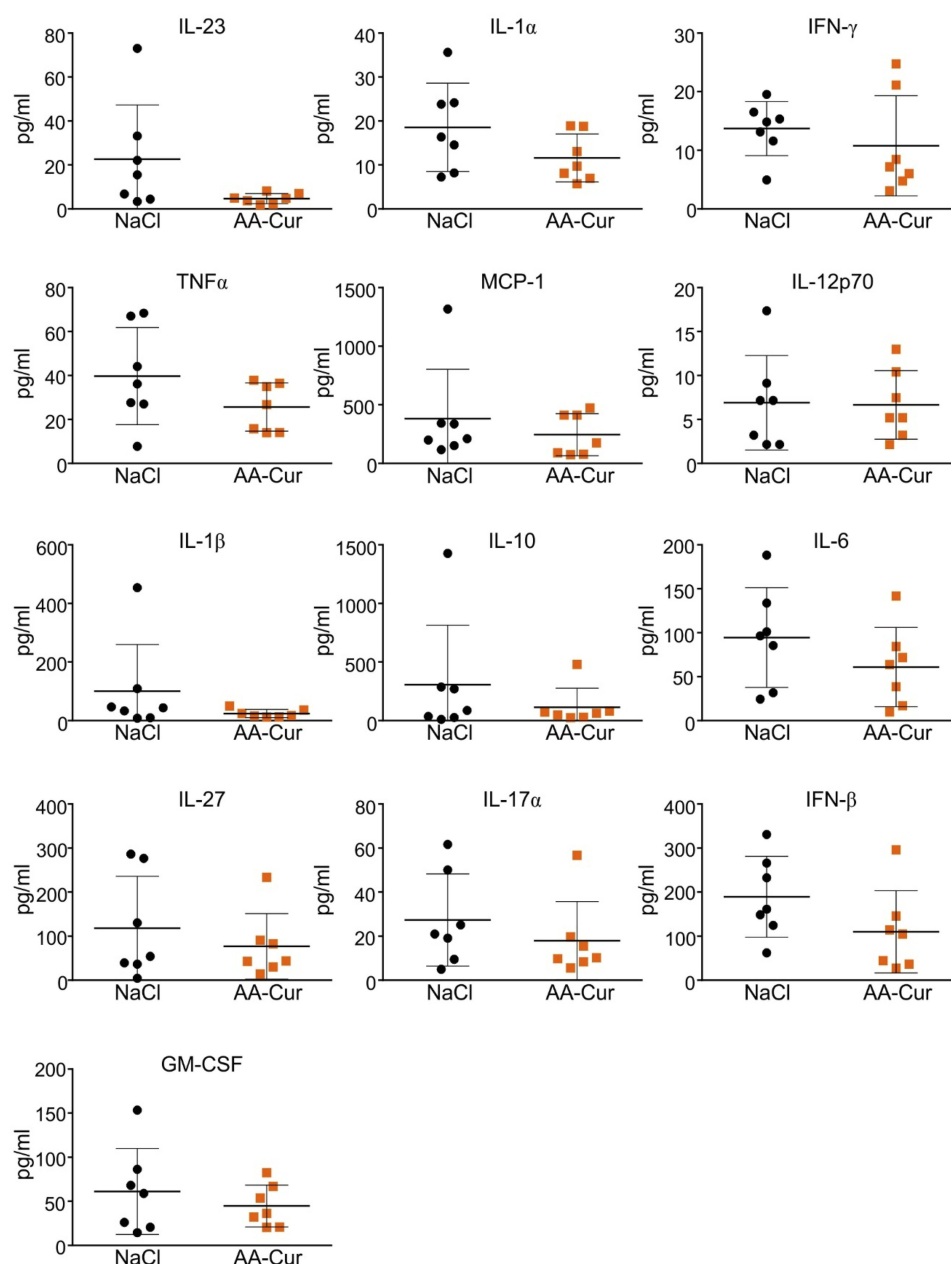 IL-23
IL-1α
IFN-γ
80
60
40
20
0
pg/ml
NaCl
AA-Cur
40
30
20
10
0
pg/ml
NaCl
AA-Cur
30
20
10
0
pg/ml
NaCl
AA-Cur
TNFα
MCP-1
IL-12p70
80
60
40
20
0
pg/ml
NaCl
AA-Cur
1500
1000
500
0
pg/ml
NaCl
AA-Cur
20
15
10
5
0
pg/ml
NaCl
AA-Cur
IL-1β
IL-10
IL-6
600
400
200
0
pg/ml
NaCl
AA-Cur
1500
1000
500
0
pg/ml
NaCl
AA-Cur
200
150
100
50
0
pg/ml
NaCl
AA-Cur
IL-27
IL-17α
IFN-β
400
300
200
100
0
pg/ml
NaCl
AA-Cur
60
40
20
0
pg/ml
NaCl
AA-Cur
400
300
200
100
0
pg/ml
NaCl
AA-Cur
GM-CSF
200
150
100
50
0
pg/ml
NaCl
AA-Cur